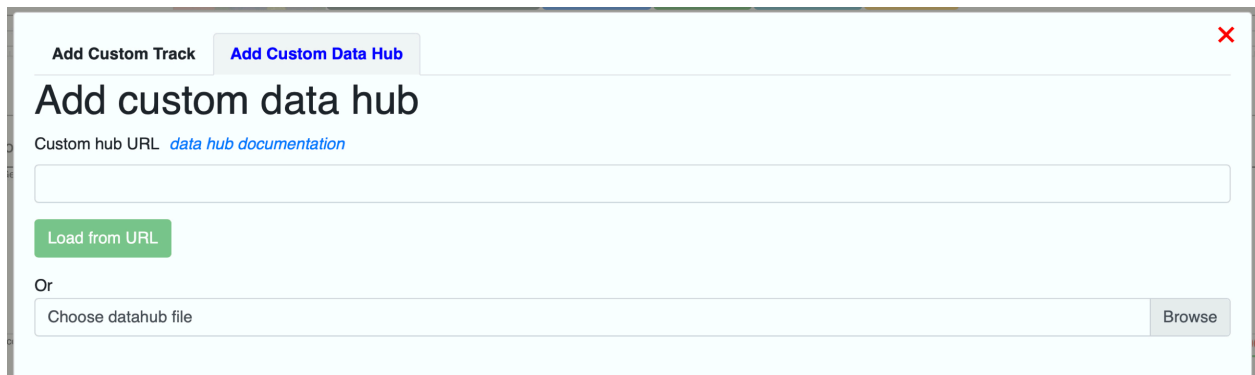 Add Custom Track Add Custom Data Hub
Add custom data hub
Custom hub URL data hub documentation
Load from URL
Or
Choose datahub file Browse